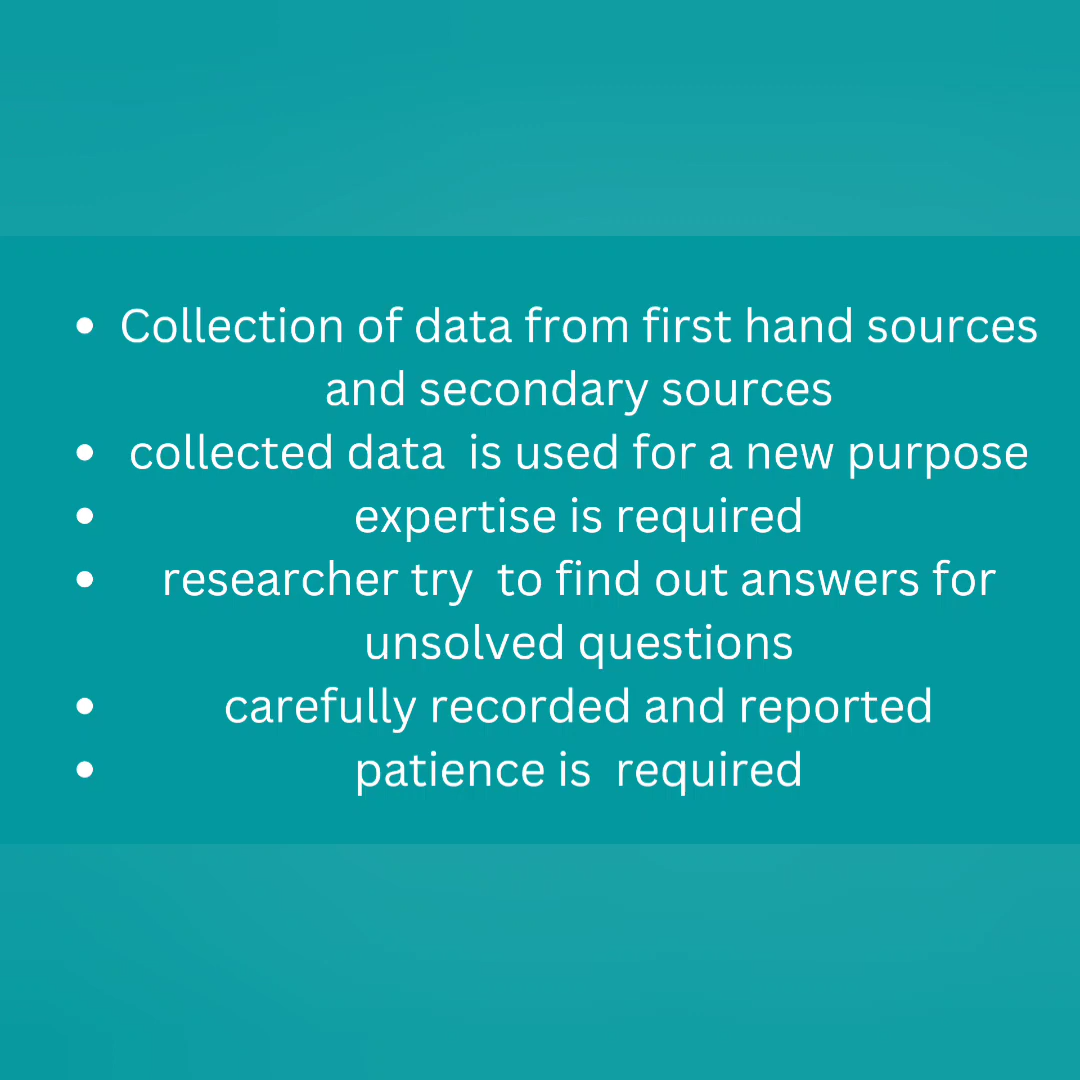 • Collection of data from first hand sources
and secondary sources
• collected data  is used for a new purpose
• expertise is required
• researcher try  to find out answers for
unsolved questions
• carefully recorded and reported
• patience is  required